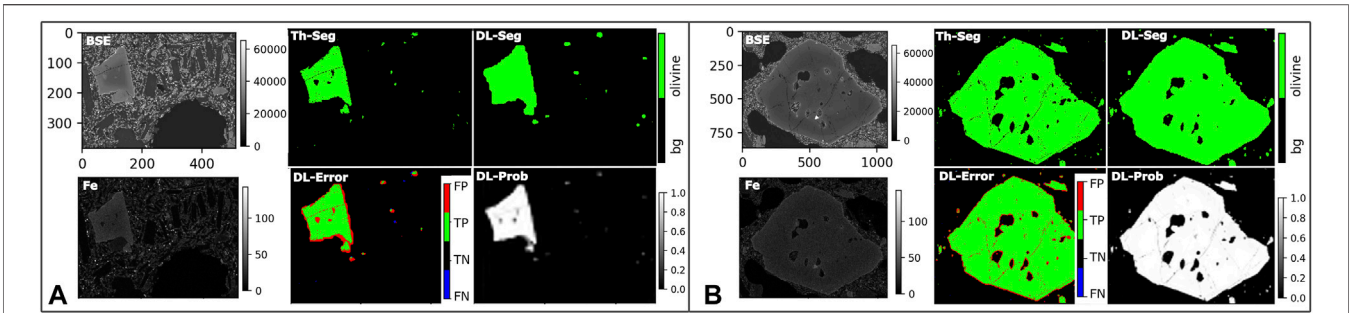 BSE
0
100
200
300
0
200
400
60000
40000
20000
0
Th-Seg
DL-Seg
olivine
bg
Fe
100
50
0
DL-Error
FP
TP
TN
FN
DL-Prob
1.0
0.8
0.6
0.4
0.2
0.0
A
BSE
0
250
500
750
0
500
1000
60000
40000
20000
0
Th-Seg
DL-Seg
olivine
bg
Fe
100
50
0
DL-Error
FP
TP
TN
FN
DL-Prob
1.0
0.8
0.6
0.4
0.2
0.0
B